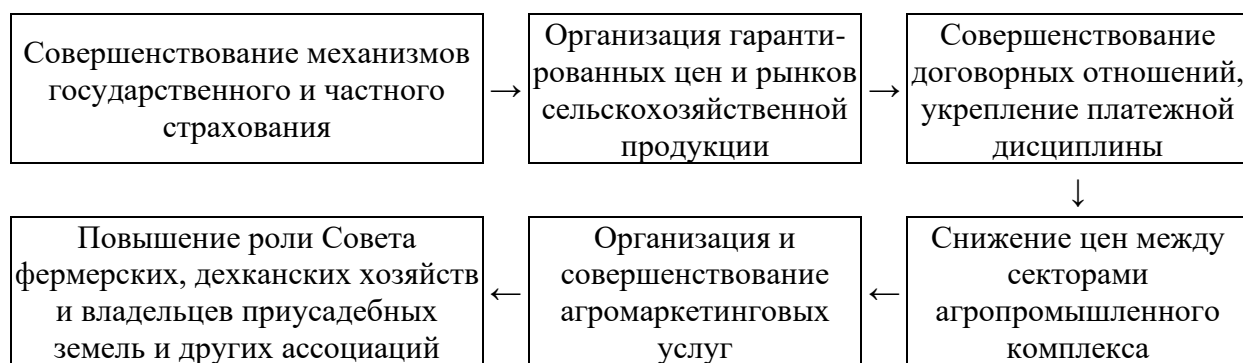 Совершенствование механизмов
государственного и частного
страхования
→
Организация гаранти-
рованных цен и рынков
сельскохозяйственной
продукции
→
Совершенствование
договорных отношений,
укрепление платежной
дисциплины
↓
Снижение цен между
секторами
агропромышленного
комплекса
←
Организация и
совершенствование
агромаркетинговых
услуг
←
Повышение роли Совета
фермерских, дехканских хозяйств
и владельцев приусадебных
земель и других ассоциаций